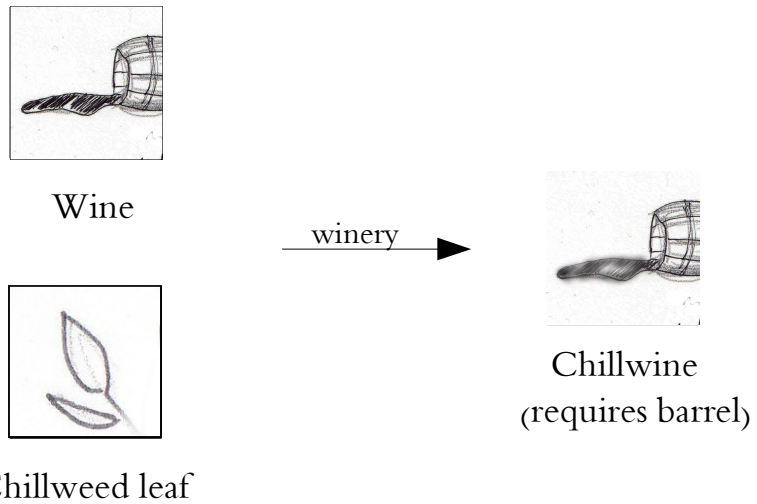 Wine
winery
Chillwine
(requires barrel)
Chillweed leaf